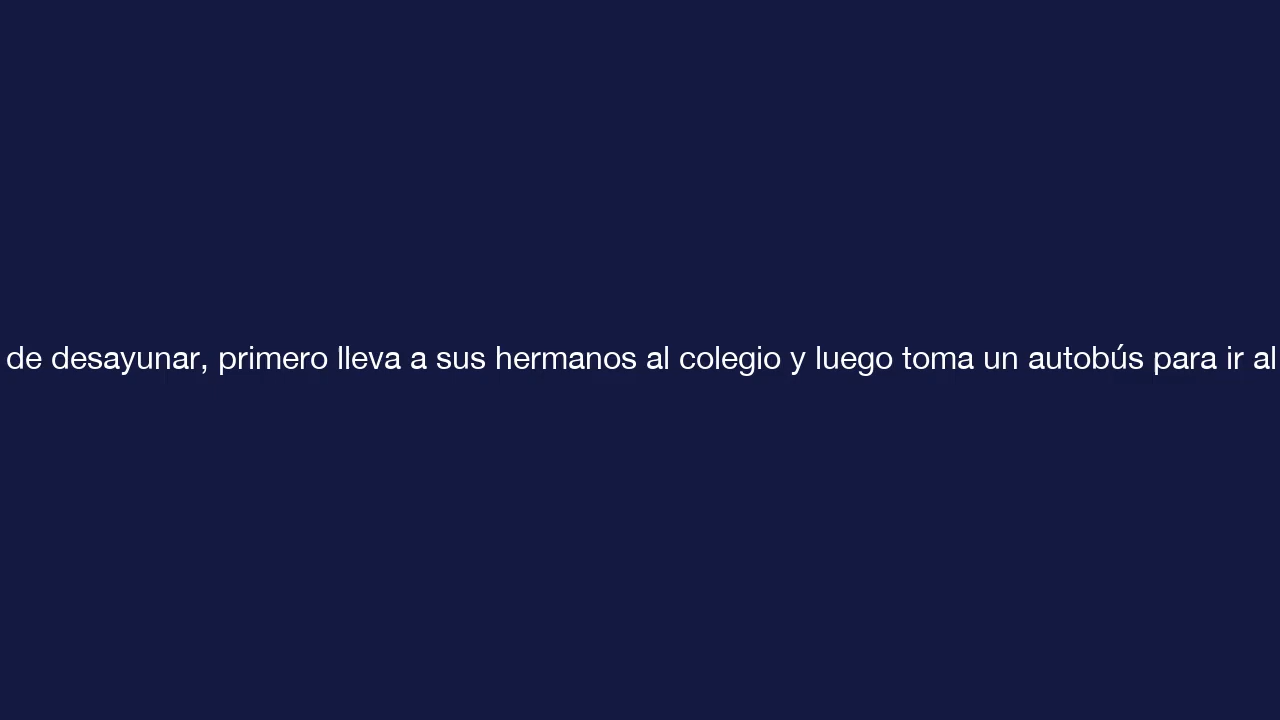 de desayunar, primero lleva a sus hermanos al colegio y luego toma un autobús para ir al